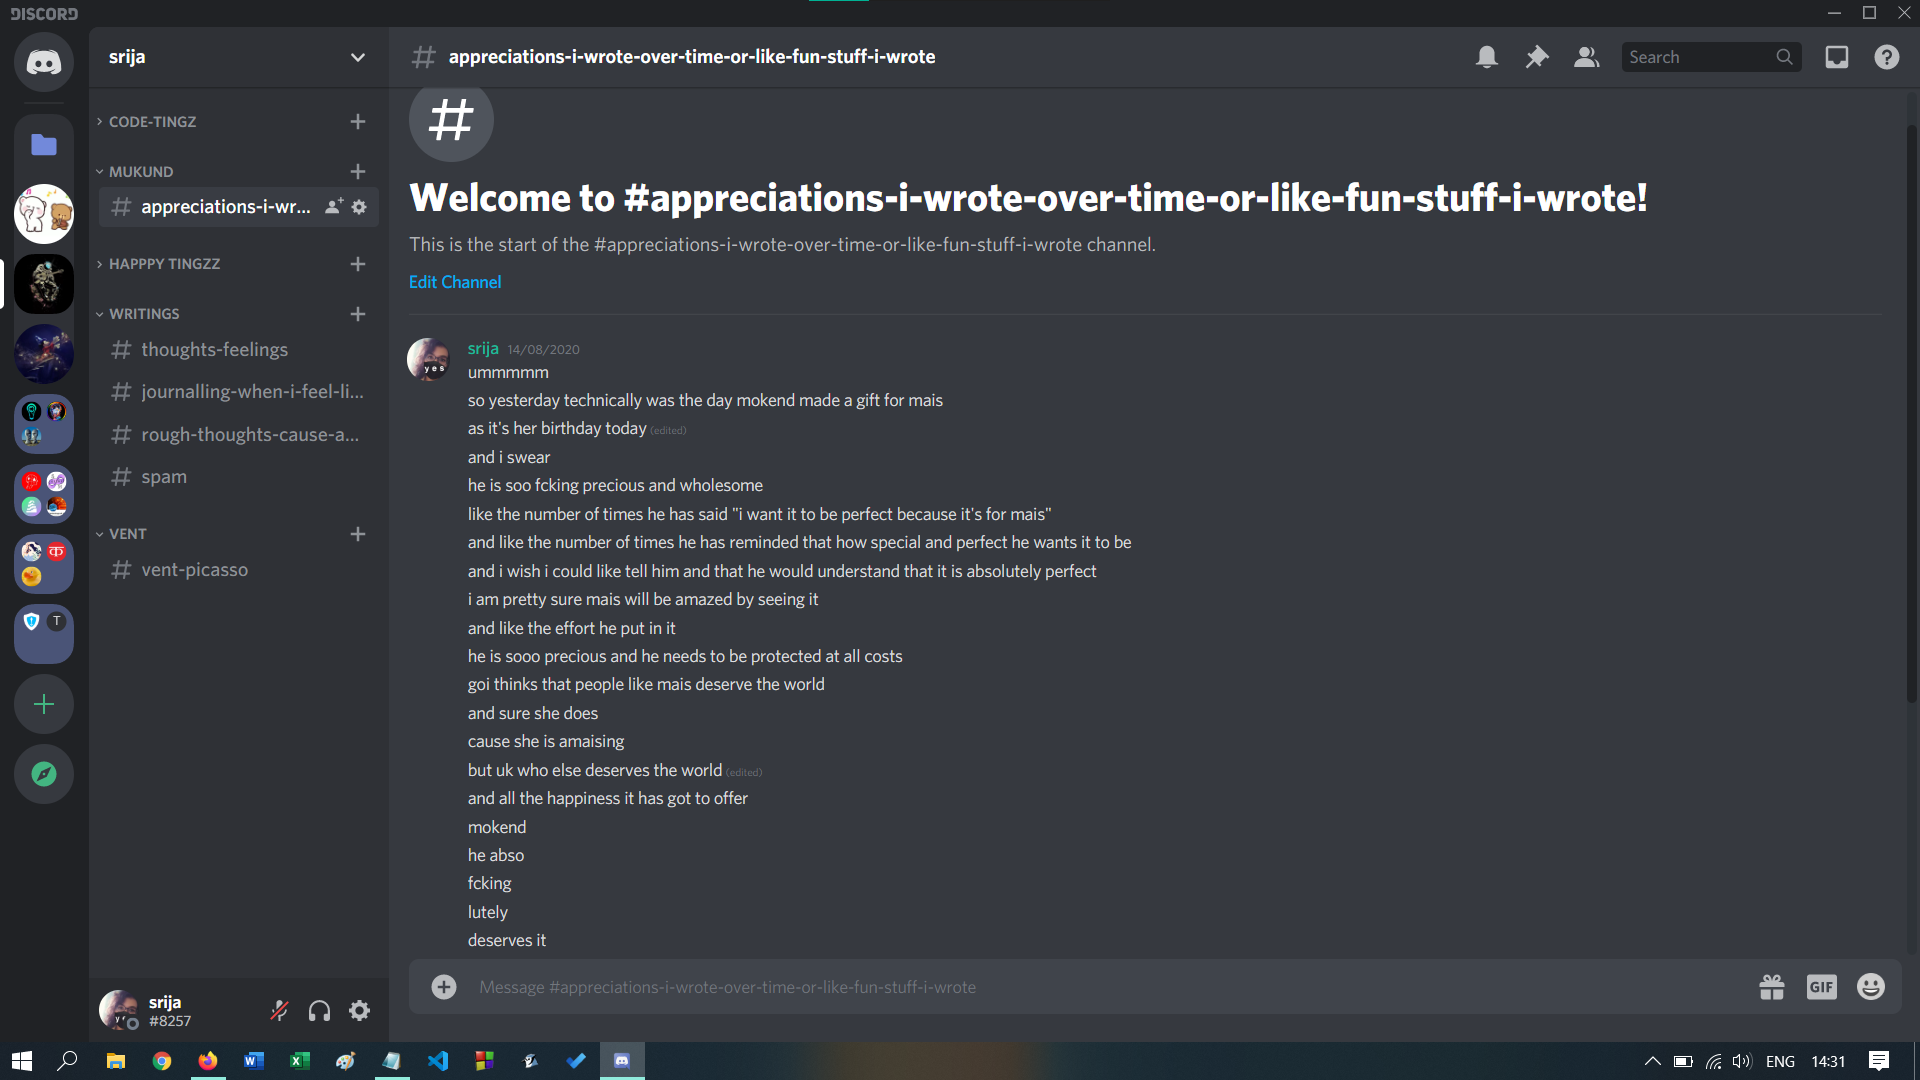 DISCORD
srija
appreciations-i-wrote-over-time-or-like-fun-stuff-i-wrote
Search
CODE-TINGZ
MUKUND
appreciations-i-wr...
HAPPPY TINGZZ
WRITINGS
thoughts-feelings
journalling-when-i-feel-li...
rough-thoughts-cause-a...
spam
VENT
vent-picasso
Welcome to #appreciations-i-wrote-over-time-or-like-fun-stuff-i-wrote!
This is the start of the #appreciations-i-wrote-over-time-or-like-fun-stuff-i-wrote channel.
Edit Channel
yes
srija 14/08/2020
ummmmm
so yesterday technically was the day mokend made a gift for mais
as it's her birthday today (edited)
and i swear
he is soo fcking precious and wholesome
like the number of times he has said "i want it to be perfect because it's for mais"
and like the number of times he has reminded that how special and perfect he wants it to be
and i wish i could like tell him and that he would understand that it is absolutely perfect
i am pretty sure mais will be amazed by seeing it
and like the effort he put in it
he is sooo precious and he needs to be protected at all costs
goi thinks that people like mais deserve the world
and sure she does
cause she is amaising
but uk who else deserves the world (edited)
and all the happiness it has got to offer
mokend
he abso
fcking
lutely
deserves it
Message #appreciations-i-wrote-over-time-or-like-fun-stuff-i-wrote
GIF
क
T
srija
#8257
ENG
14:31